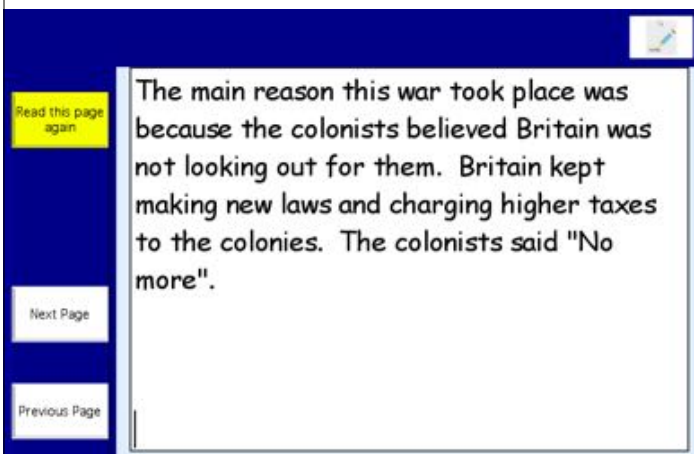 Read this page
again
The main reason this war took place was
because the colonists believed Britain was
not looking out for them.  Britain kept
making new laws and charging higher taxes
to the colonies.  The colonists said "No
more".
Next Page
Previous Page